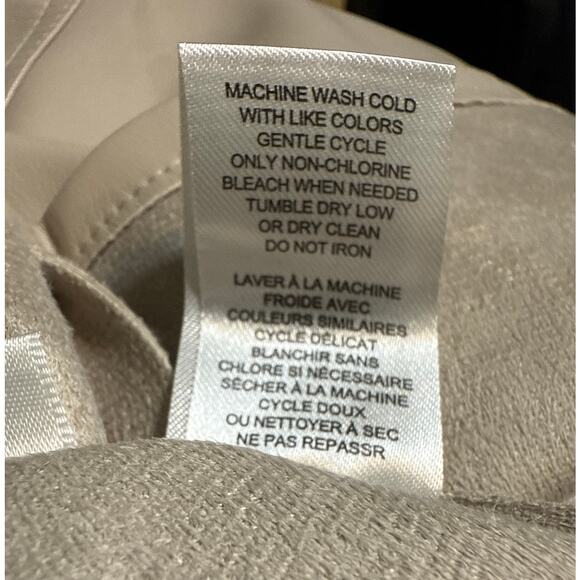 MACHINE WASH COLD
WITH LIKE COLORS
GENTLE CYCLE
ONLY NON-CHLORINE
BLEACH WHEN NEEDED
TUMBLE DRY LOW
OR DRY CLEAN
DO NOT IRON
LAVER À LA MACHINE
FROIDE AVEC
COULEURS SIMILAIRES
CYCLE DÉLICAT
BLANCHIR SANS
CHLORE SI NÉCESSAIRE
SÉCHER À LA MACHINE
CYCLE DOUX
OU NETTOYER À SEC
NE PAS REPASSR